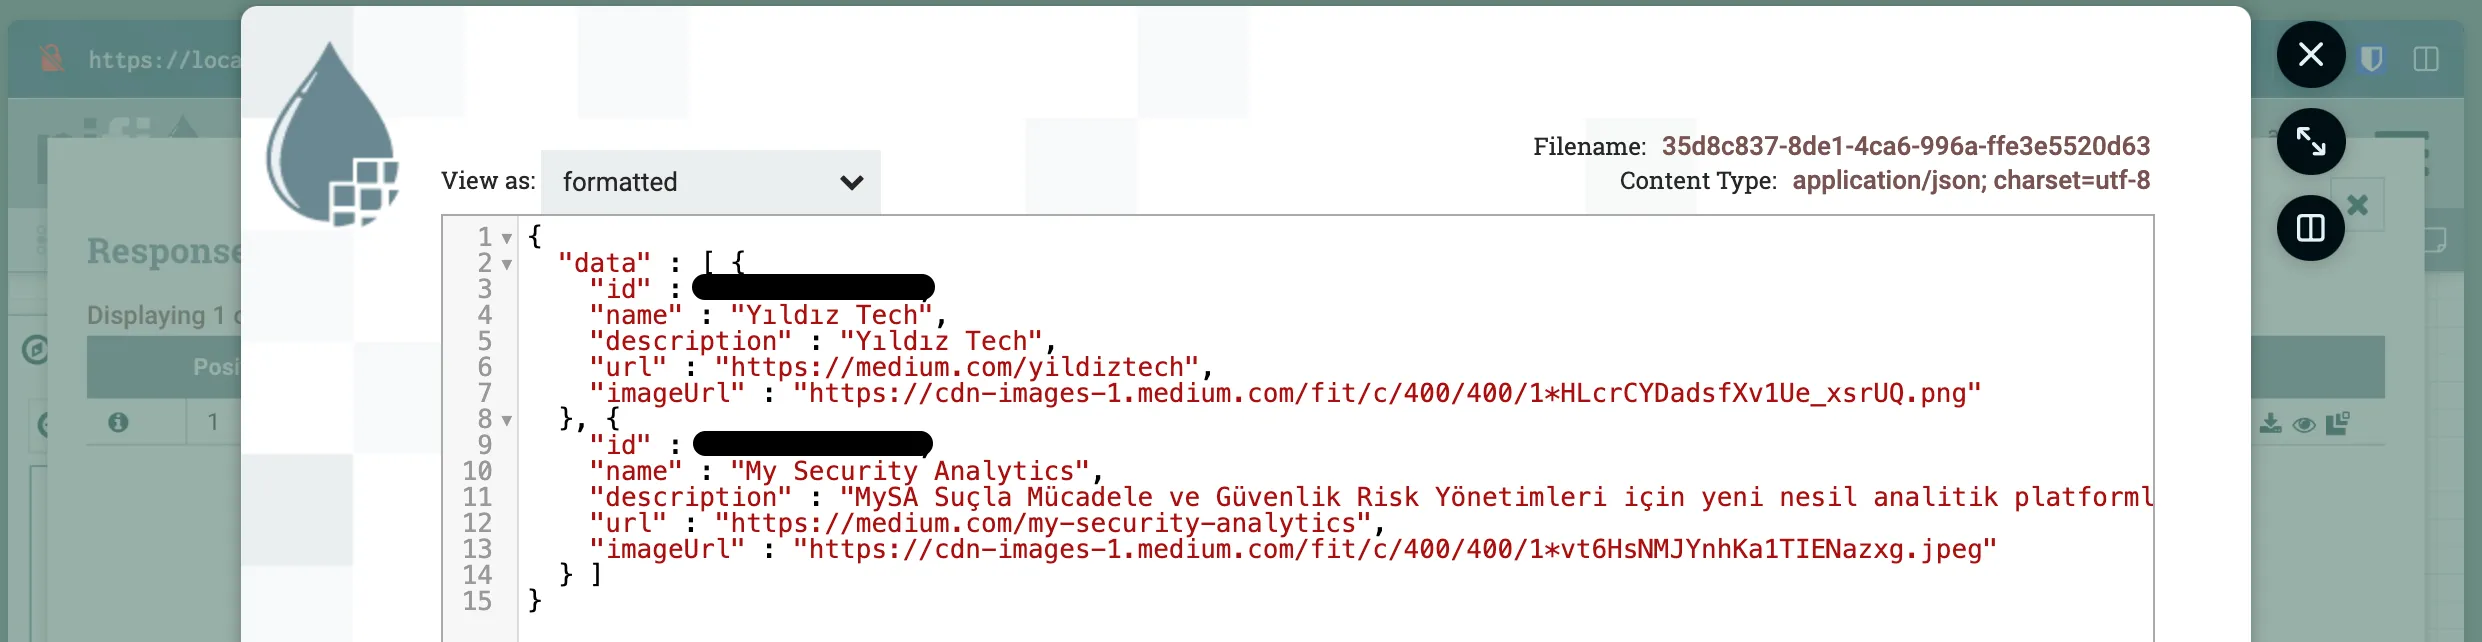 https://loca
nifi
Response
Displaying 1 o
Posi
1
Filename: 35d8c837-8de1-4ca6-996a-ffe3e5520d63
Content Type: application/json; charset=utf-8
View as: formatted
1 {
2 "data" : [ {
3 "id" :
4 "name" : "Yıldız Tech",
5 "description" : "Yıldız Tech",
6 "url" : "https://medium.com/yildiztech",
7 "imageUrl" : "https://cdn-images-1.medium.com/fit/c/400/400/1*HLcrCYDadsfXv1Ue_xsrUQ.png"
8 }, {
9 "id" :
10 "name" : "My Security Analytics",
11 "description" : "MySA Suçla Mücadele ve Güvenlik Risk Yönetimleri için yeni nesil analitik platforml
12 "url" : "https://medium.com/my-security-analytics",
13 "imageUrl" : "https://cdn-images-1.medium.com/fit/c/400/400/1*vt6HsNMJYnhKa1TIENazxg.jpeg"
14 } ]
15 }